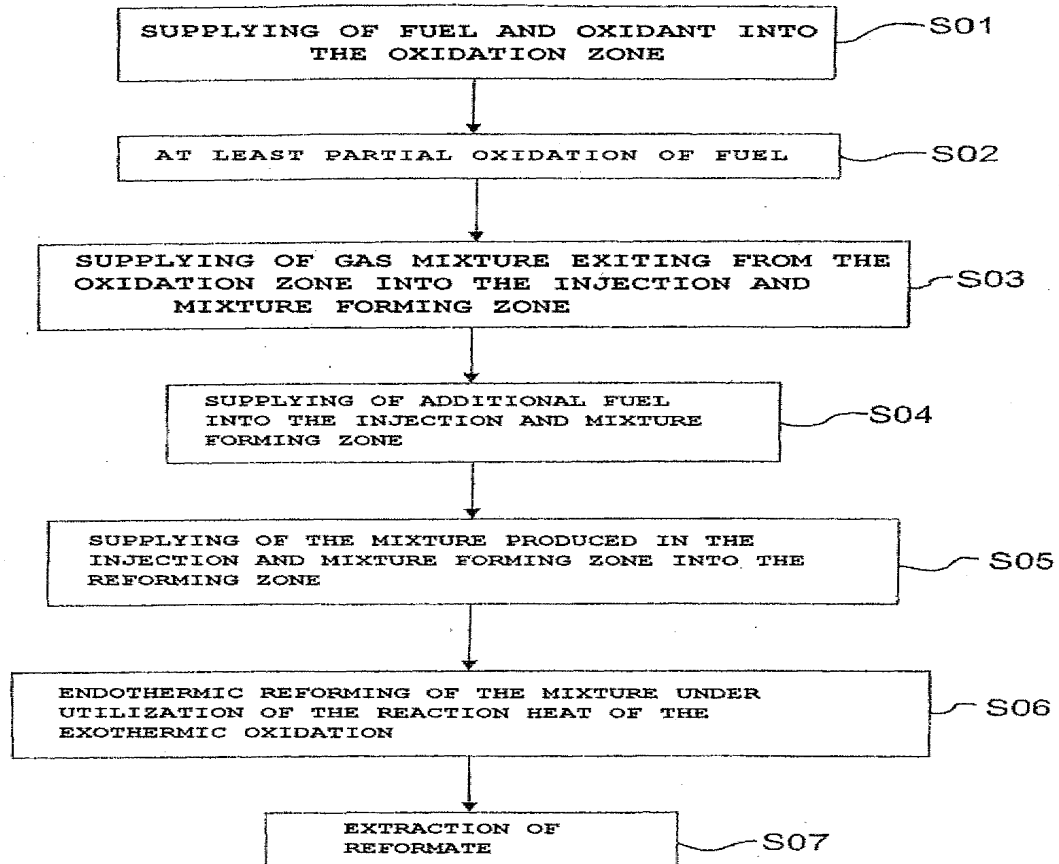 SUPPLYING OF FUEL AND OXIDANT INTO
THE OXIDATION ZONE
S01
AT LEAST PARTIAL OXIDATION OF FUEL
S02
SUPPLYING OF GAS MIXTURE EXITING FROM THE
OXIDATION ZONE INTO THE INJECTION AND
MIXTURE FORMING ZONE
S03
SUPPLYING OF ADDITIONAL FUEL
INTO THE INJECTION AND MIXTURE
FORMING ZONE
S04
SUPPLYING OF THE MIXTURE PRODUCED IN THE
INJECTION AND MIXTURE FORMING ZONE INTO THE
REFORMING ZONE
S05
ENDOTHERMIC REFORMING OF THE MIXTURE UNDER
UTILIZATION OF THE REACTION HEAT OF THE
EXOTHERMIC OXIDATION
S06
EXTRACTION OF
REFORMATE
S07